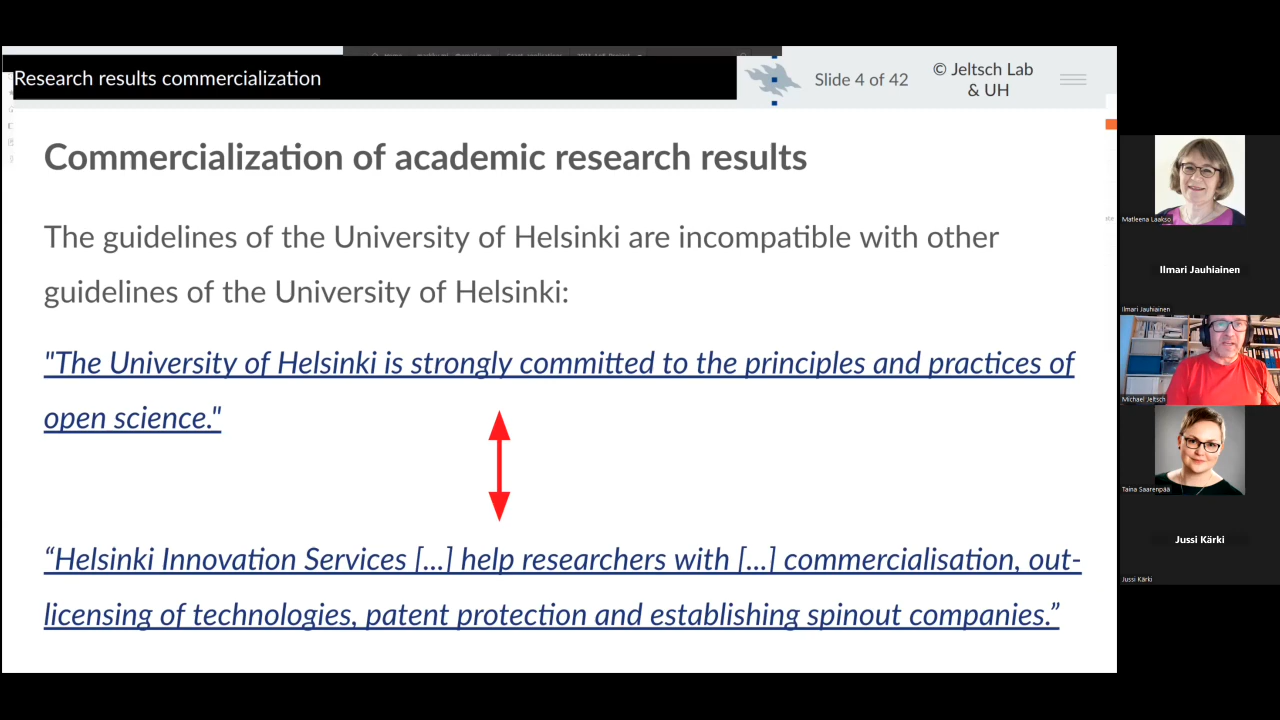 Research results commercialization
Slide 4 of 42
© Jeltsch Lab
& UH
Commercialization of academic research results
The guidelines of the University of Helsinki are incompatible with other
guidelines of the University of Helsinki:
"The University of Helsinki is strongly committed to the principles and practices of
open science."
“Helsinki Innovation Services [...] help researchers with [...] commercialisation, out-
licensing of technologies, patent protection and establishing spinout companies.”
Matleena Laakso
Ilmari Jauhiainen
Ilmari Jauhiainen
Michael Jeltsch
Taina Saarenpää
Jussi Kärki
Jussi Kärki